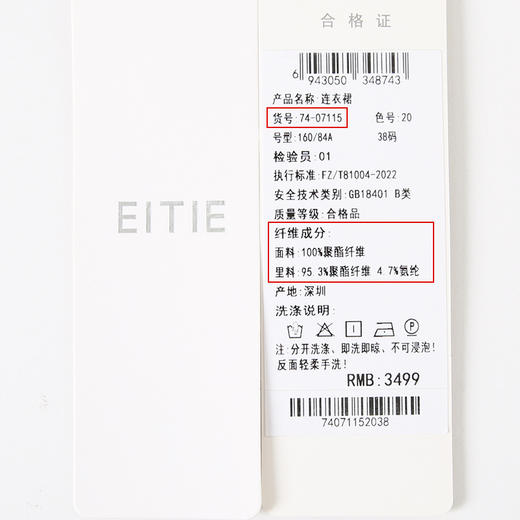 合格证
6 943050 348743
产品名称:连衣裙
货号:74-07115 色号:20
号型:160/84A 38码
检验员:01
执行标准:FZ/T81004-2022
安全技术类别:GB18401 B类
质量等级:合格品
纤维成分:
面料:100%聚酯纤维
里料:95.3%聚酯纤维 4.7%氨纶
产地:深圳
洗涤说明:
P
注:分开洗涤、即洗即晾、不可浸泡!
反面轻柔手洗!
RMB:3499
74071152038
EITIE